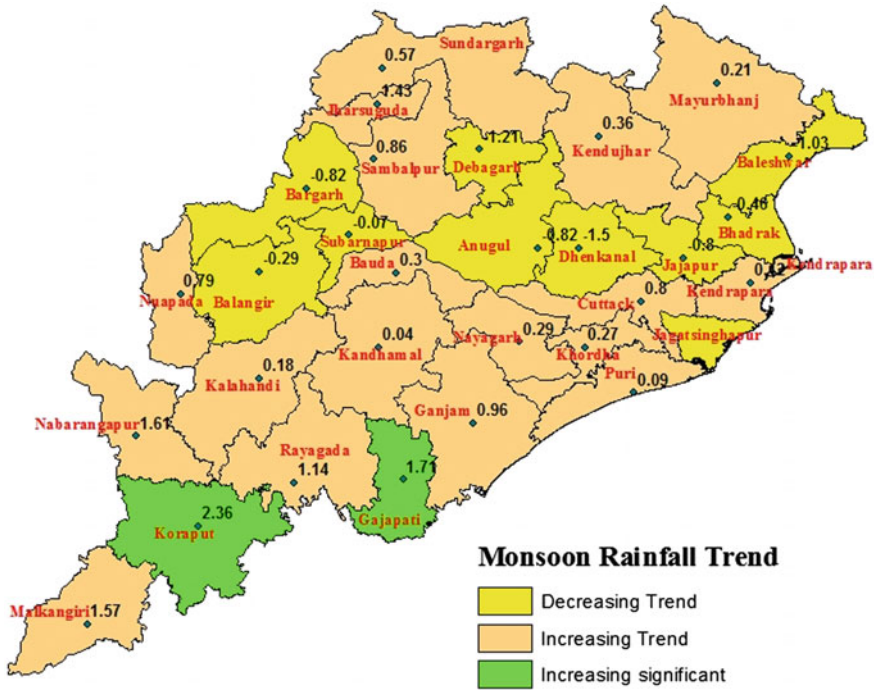 Sundargarh
0.57
0.21
Mayurbhanj
1.43
Jharsuguda
0.86
Sambalpur
-1.21
Debagarh
0.36
Kendujhar
-1.03
Baleshwar
-0.82
Bargarh
-0.46
Bhadrak
-0.07
Subarnapur
Anugul
-0.82
-1.5
Dhenkanal
-0.8
Jajapur
-0.29
Balangir
Bauda
0.3
0.79
Nuapada
Kendrapara
Kendrapara
Cuttack
0.8
Jagatsinghapur
0.04
Kandhamal
Nayagarh
0.29
0.27
Khordha
Puri
0.09
0.18
Kalahandi
Ganjam
0.96
Nabarangapur
1.61
Rayagada
1.14
1.71
Gajapati
2.36
Koraput
Malkangiri
1.57
Monsoon Rainfall Trend
Decreasing Trend
Increasing Trend
Increasing significant